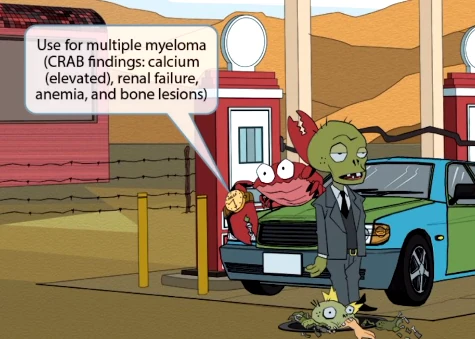 Use for multiple myeloma
(CRAB findings: calcium
(elevated), renal failure,
anemia, and bone lesions)